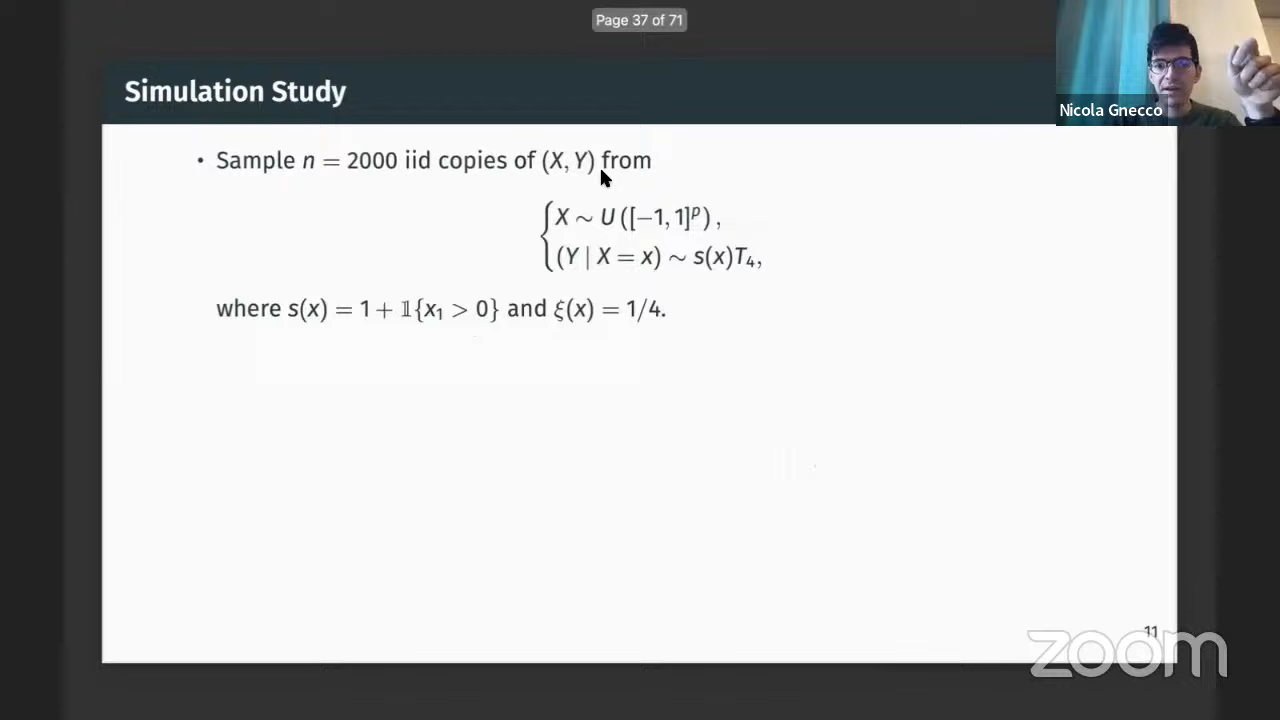 Page 37 of 71
Simulation Study
Nicola Gnecco
• Sample n = 2000 iid copies of (X, Y) from
{X ∼ U([−1, 1]ᵖ),
(Y | X = x) ∼ s(x)T₄,
where s(x) = 1 + 𝟙{x₁ > 0} and ξ(x) = 1/4.
11
zoom